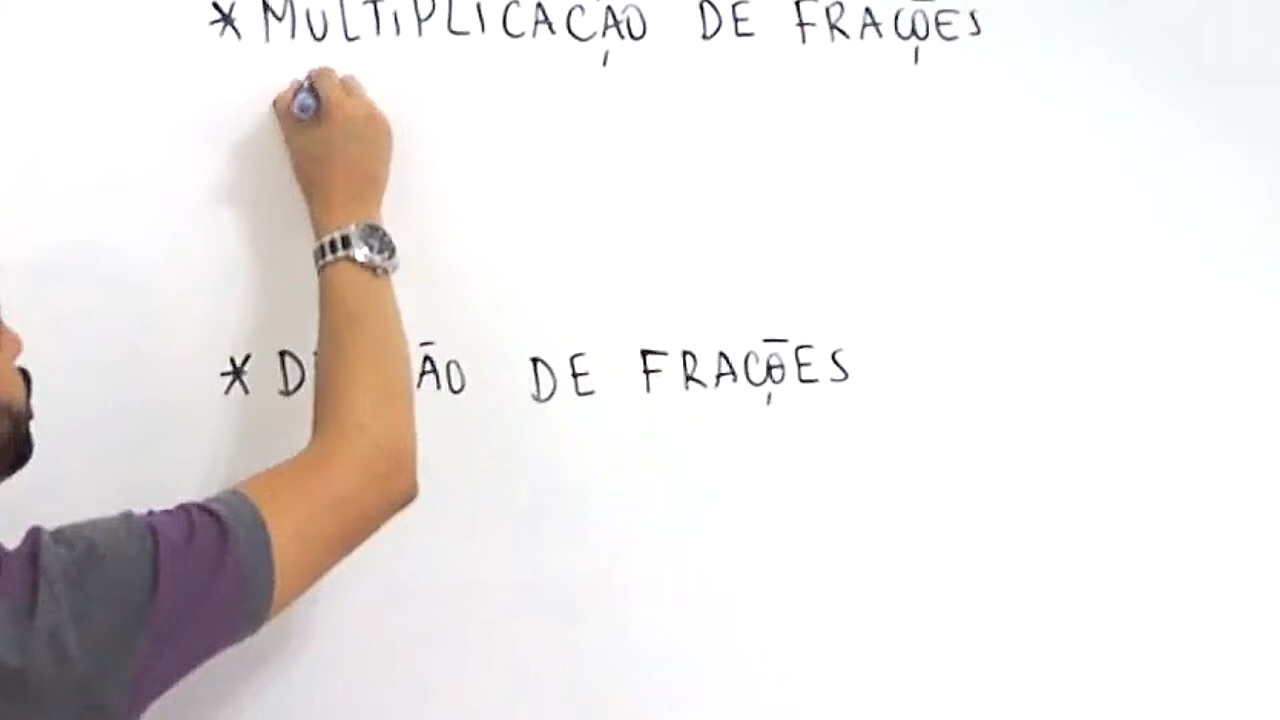 * MULTIPLICAÇÃO DE FRAÇÕES
* D ÃO DE FRAÇÕES